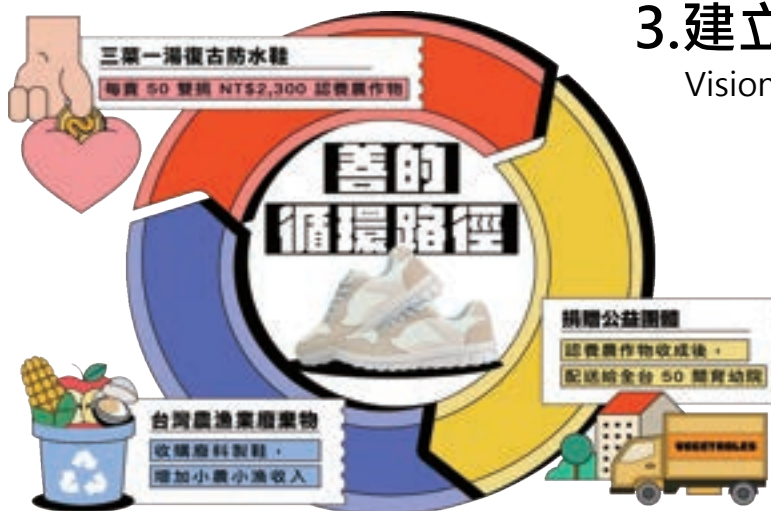 3.建立
Vision
三菜一湯復古防水鞋
每賣 50 雙捐 NT$2,300 認養農作物
善的
循環路徑
捐贈公益團體
認養農作物收成後，
配送給全台 50 間育幼院
VEGETABLES
台灣農漁業廢棄物
收購廢料製鞋，
增加小農小漁收入